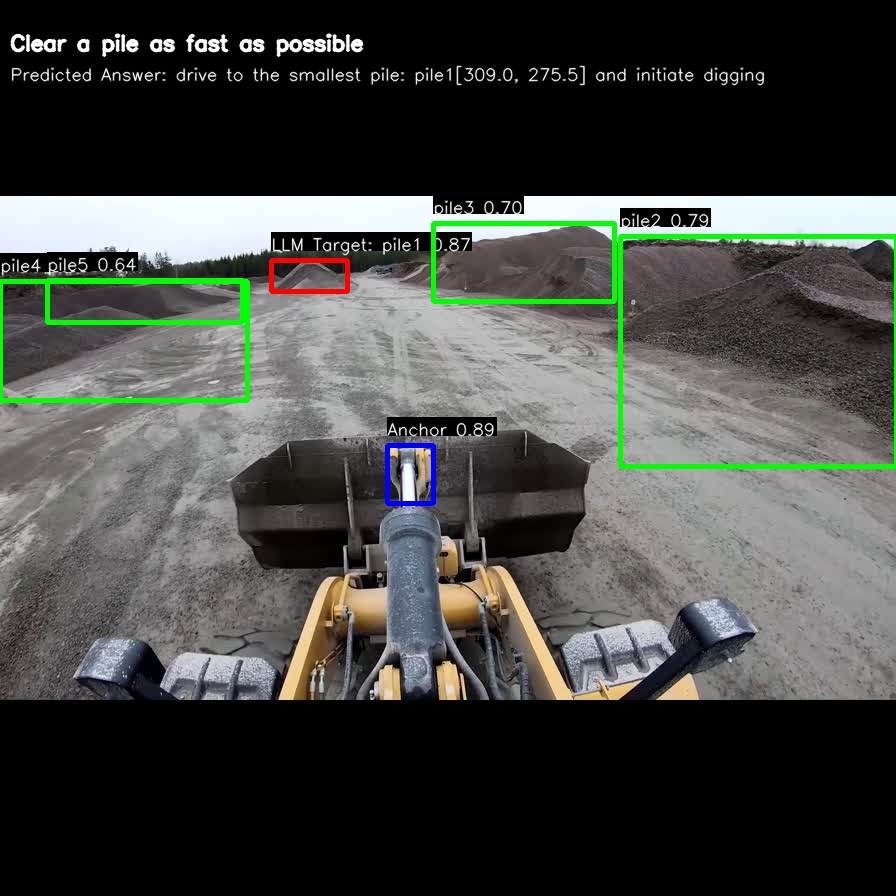 Clear a pile as fast as possible
Predicted Answer: drive to the smallest pile: pile1[309.0, 275.5] and initiate digging
pile3 0.70
pile2 0.79
LLM Target: pile1 0.87
pile4 pile5 0.64
Anchor 0.89